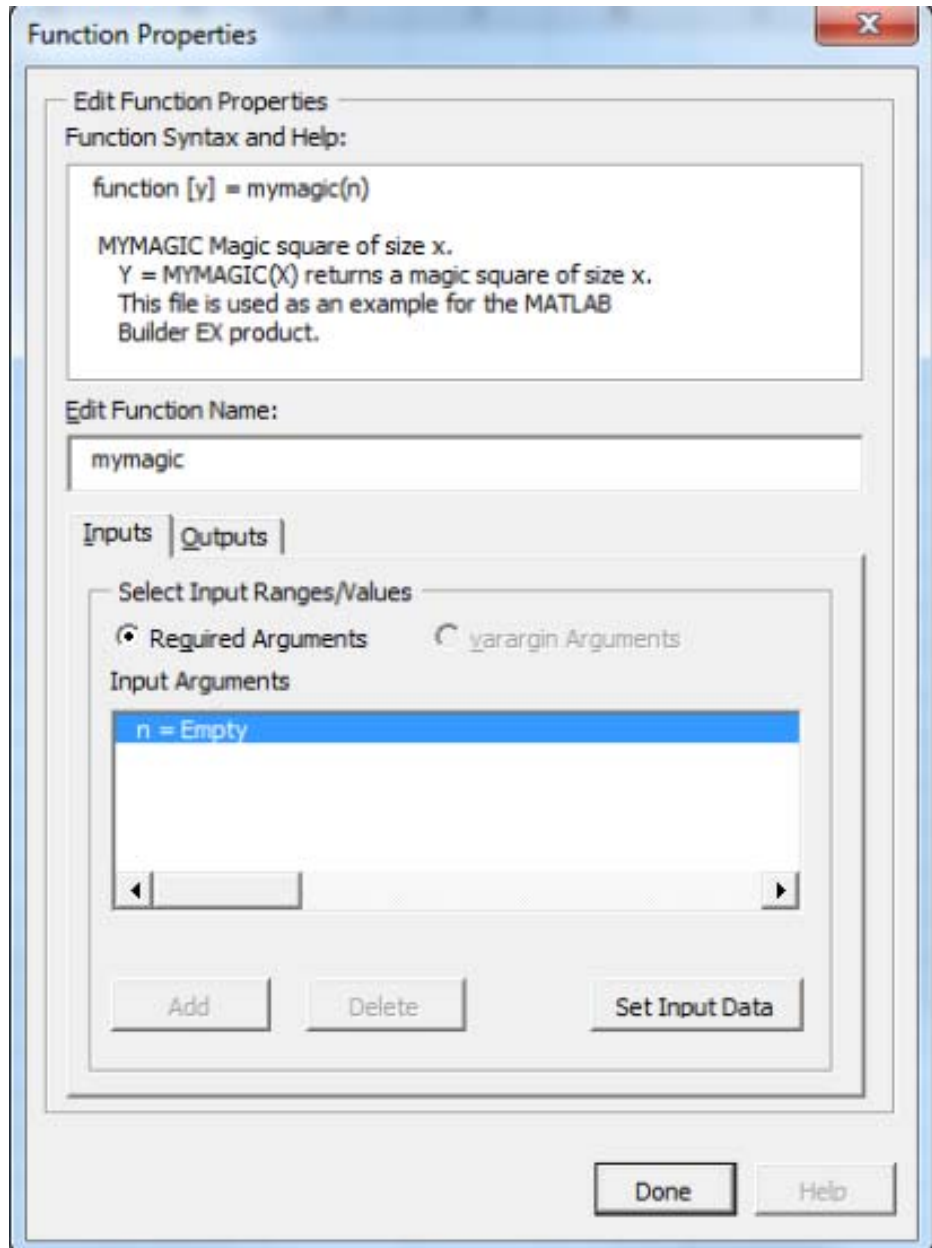 Function Properties
Edit Function Properties
Function Syntax and Help:
function [y] = mymagic(n)
MYMAGIC Magic square of size x.
Y = MYMAGIC(X) returns a magic square of size x.
This file is used as an example for the MATLAB
Builder EX product.
Edit Function Name:
mymagic
Inputs Outputs
Select Input Ranges/Values
Required Arguments varargin Arguments
Input Arguments
n = Empty
Add Delete Set Input Data
Done Help